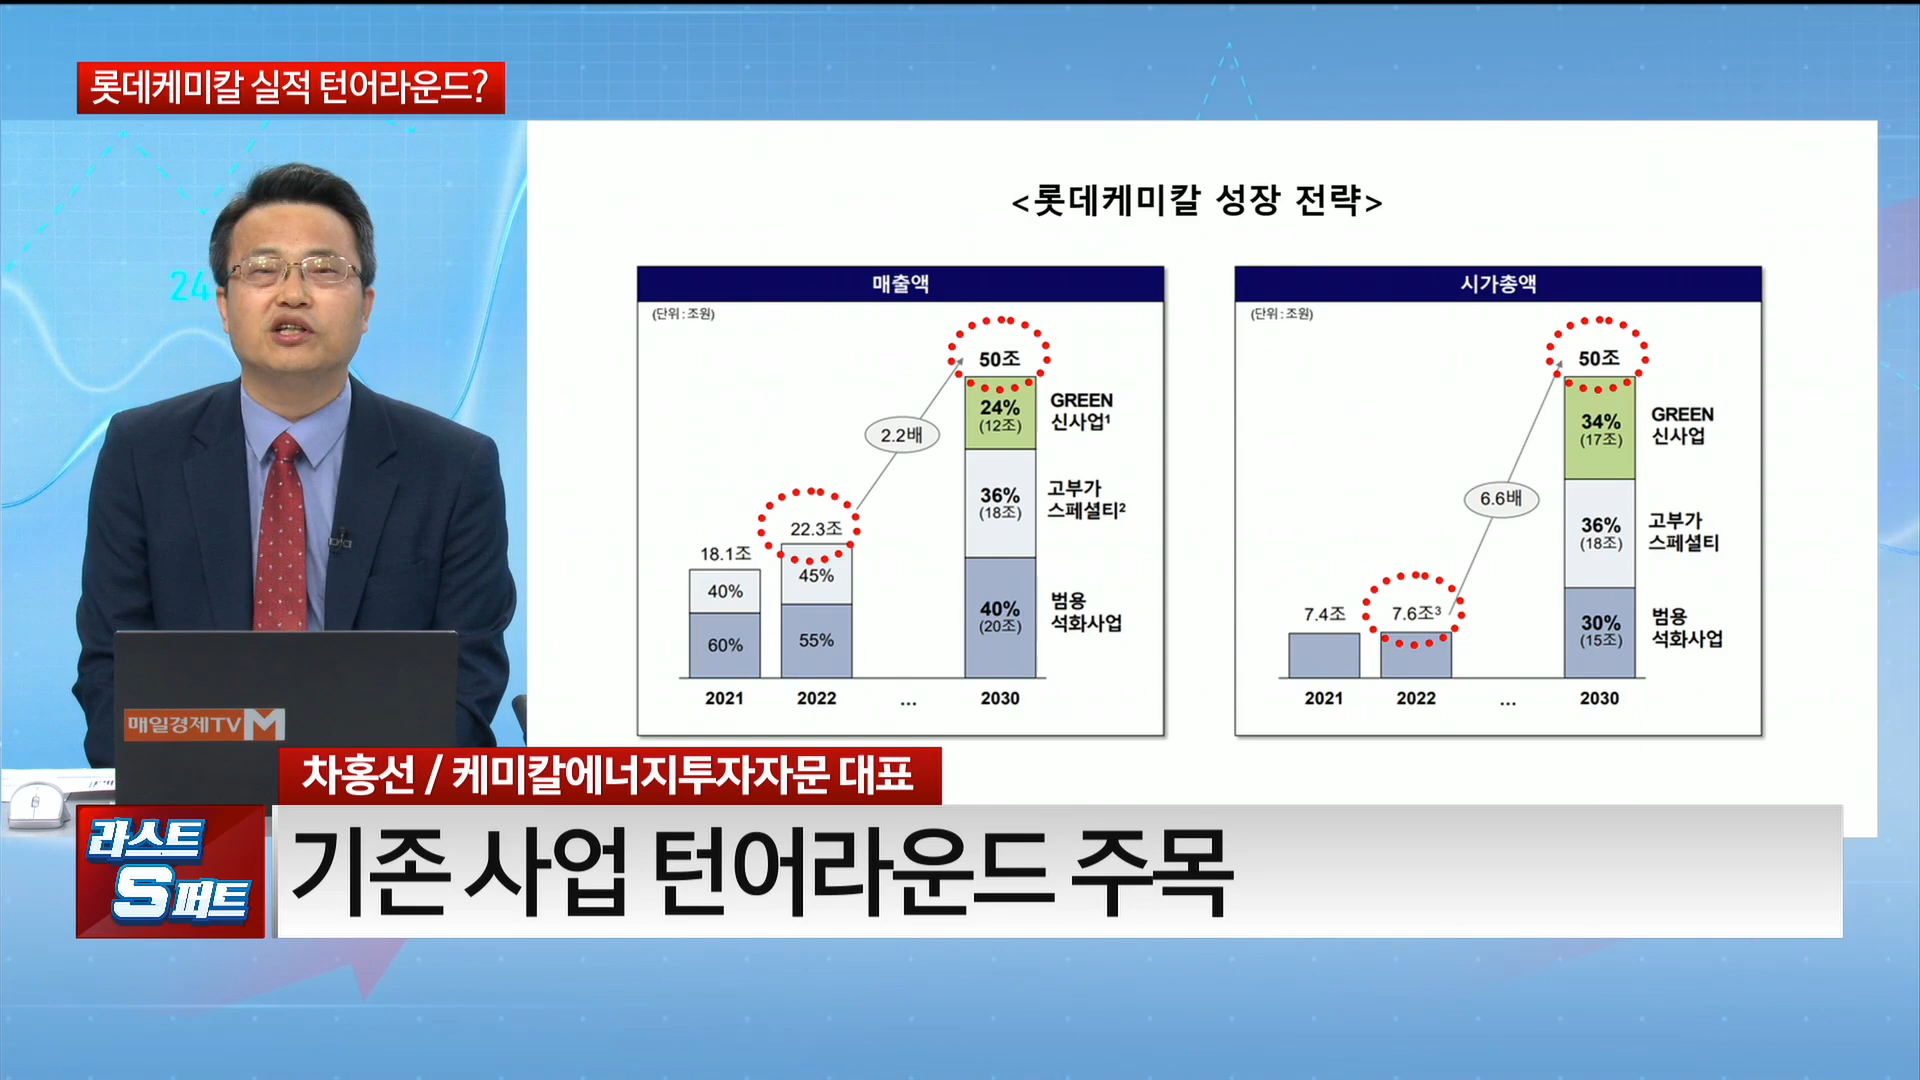 롯데케미칼 실적 턴어라운드?
24
<롯데케미칼 성장 전략>
매출액
(단위 : 조원)
50조
24%
(12조)
GREEN
신사업¹
2.2배
36%
(18조)
고부가
스페셜티²
22.3조
18.1조
45%
40%
40%
(20조)
범용
석화사업
55%
60%
2021
2022
...
2030
시가총액
(단위 : 조원)
50조
34%
(17조)
GREEN
신사업
6.6배
36%
(18조)
고부가
스페셜티
7.4조
7.6조³
30%
(15조)
범용
석화사업
2021
2022
...
2030
매일경제TV M
차홍선 / 케미칼에너지투자자문 대표
라스트
S퍼트
기존 사업 턴어라운드 주목